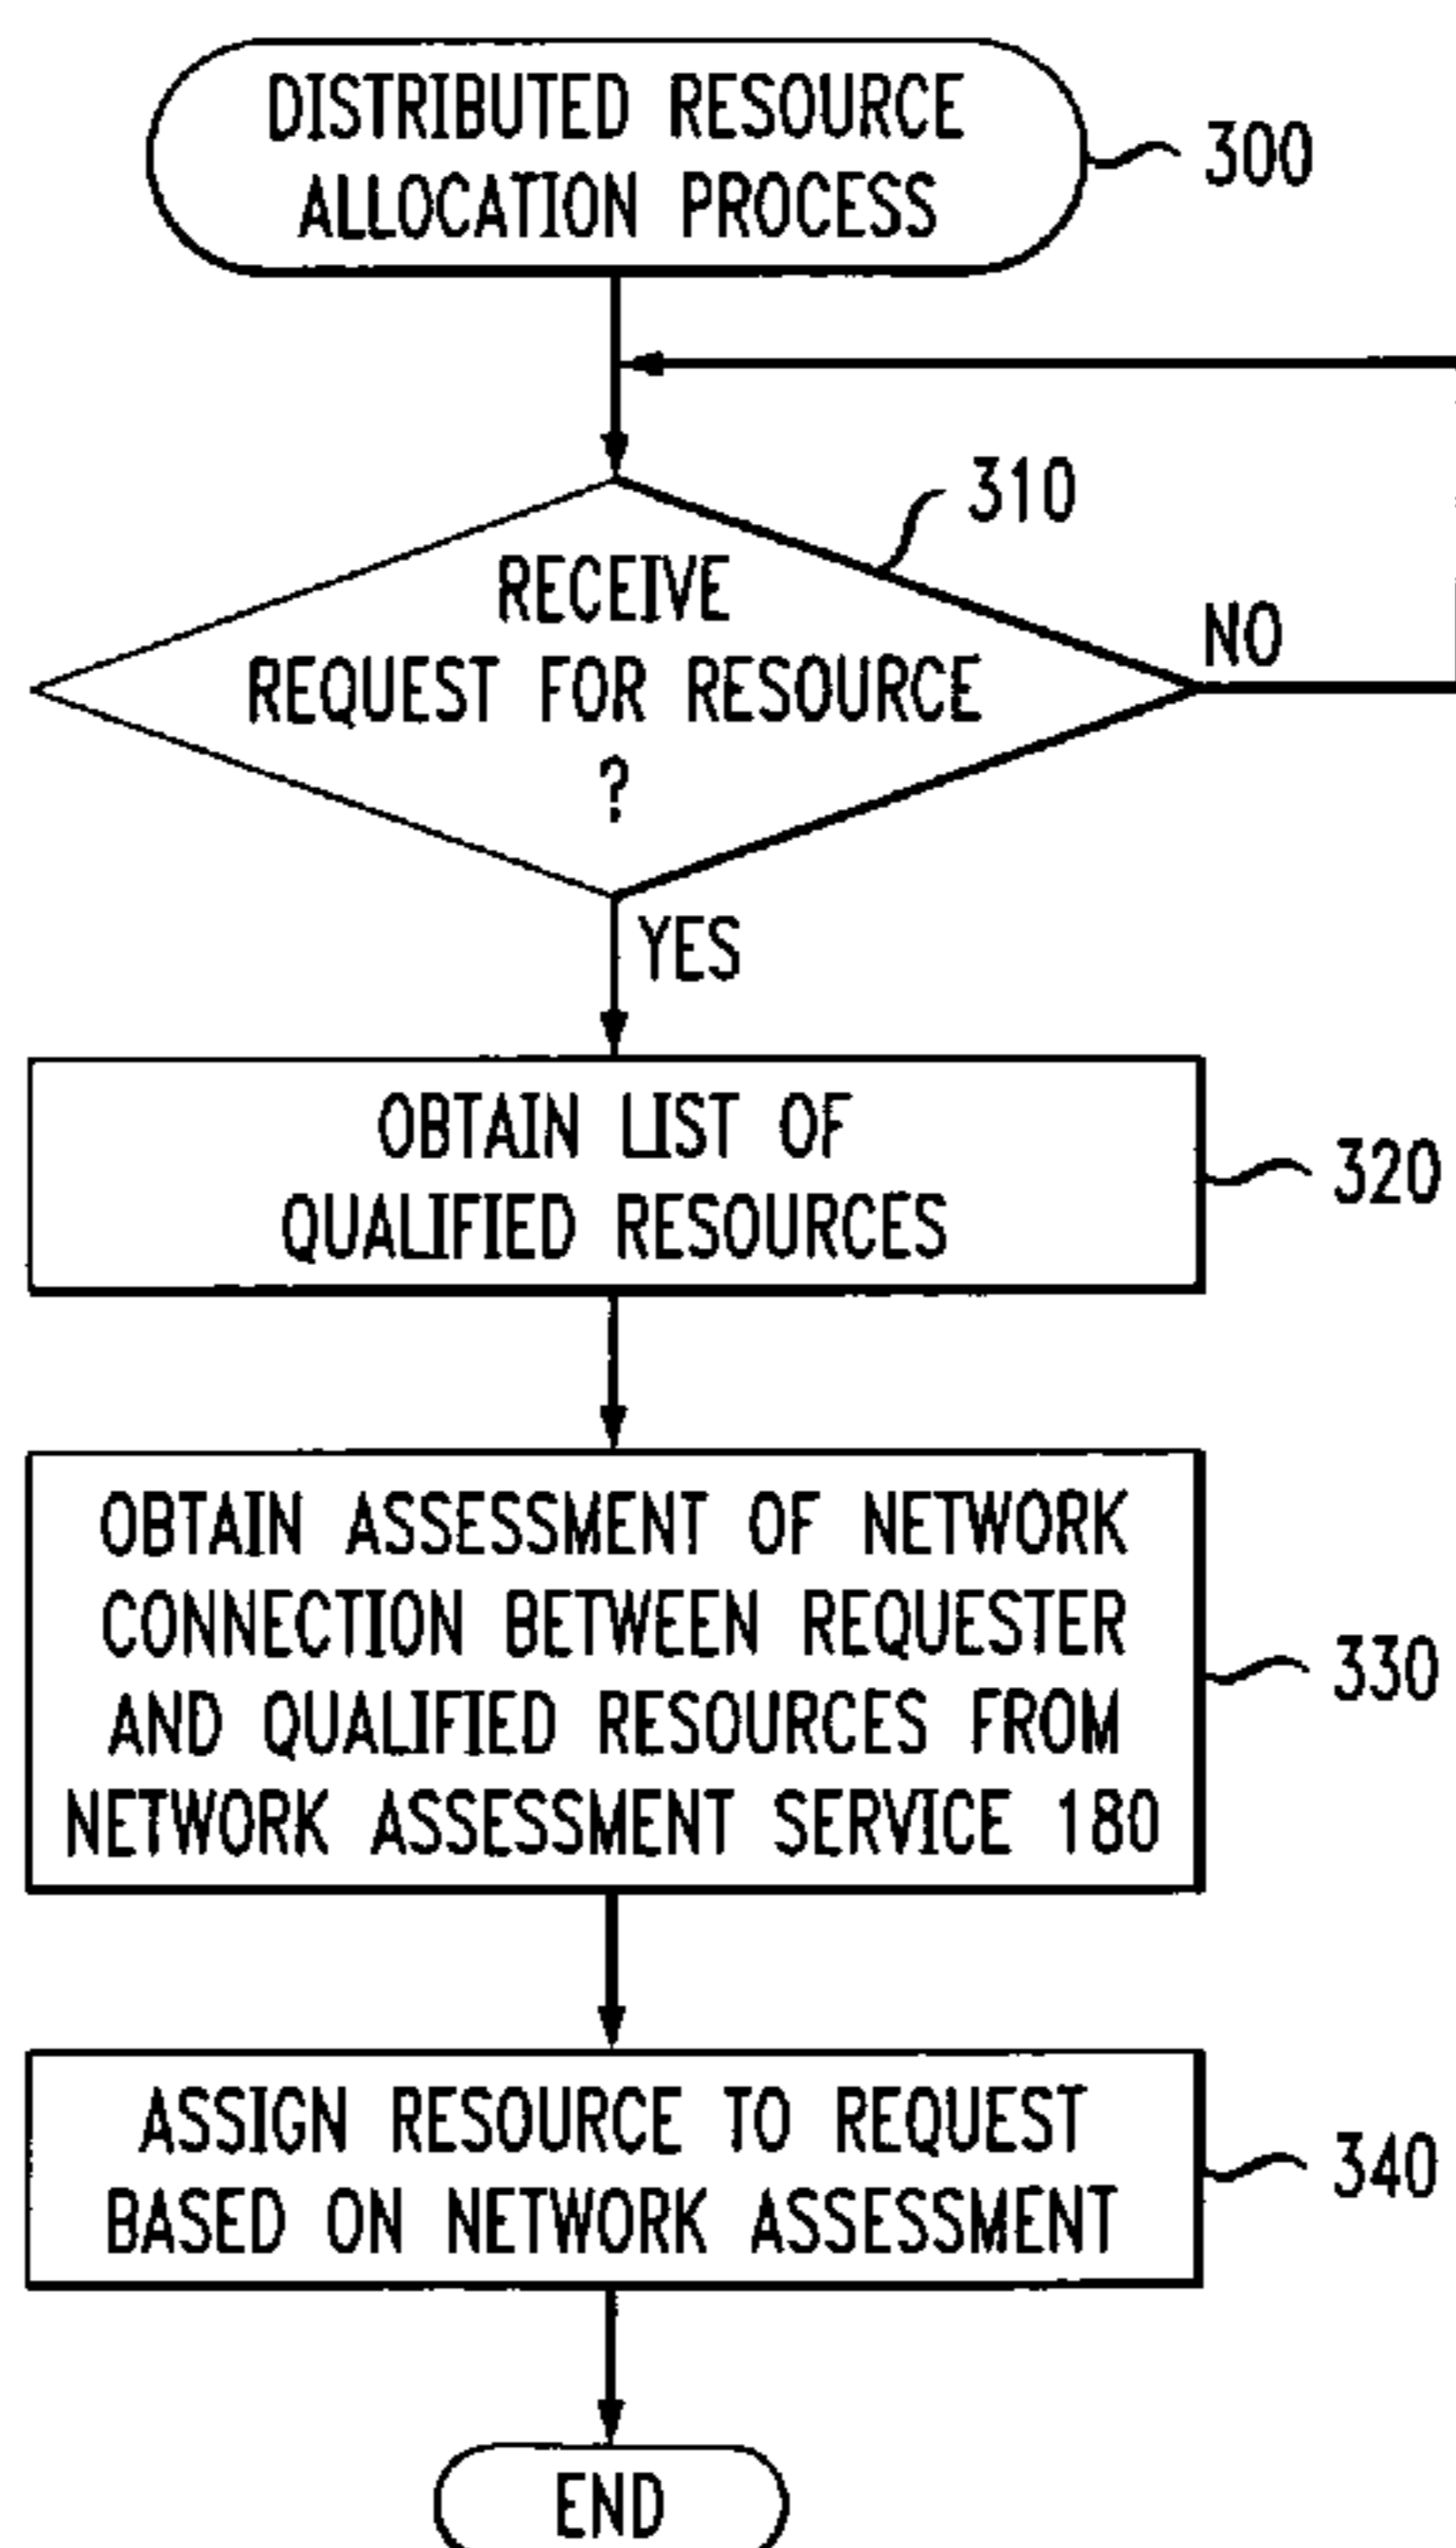 DISTRIBUTED RESOURCE
ALLOCATION PROCESS
300
310
RECEIVE
REQUEST FOR RESOURCE
?
NO
YES
OBTAIN LIST OF
QUALIFIED RESOURCES
320
OBTAIN ASSESSMENT OF NETWORK
CONNECTION BETWEEN REQUESTER
AND QUALIFIED RESOURCES FROM
NETWORK ASSESSMENT SERVICE 180
330
ASSIGN RESOURCE TO REQUEST
BASED ON NETWORK ASSESSMENT
340
END